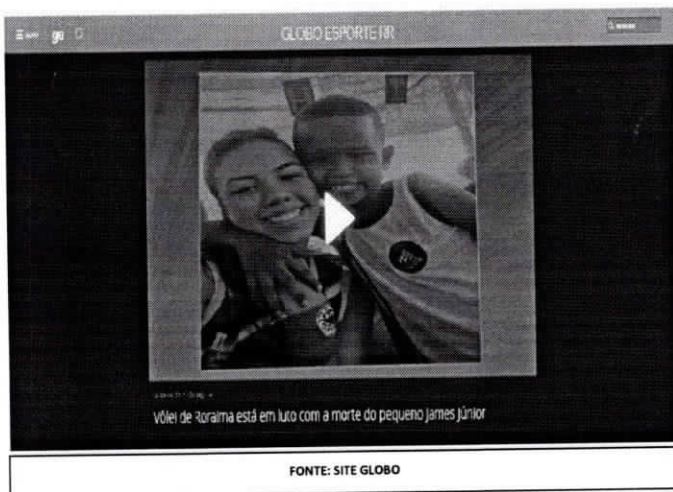 GLOBO ESPORTE RR
Vôlei de Roraima está em luto com a morte do pequeno James Júnior
FONTE: SITE GLOBO